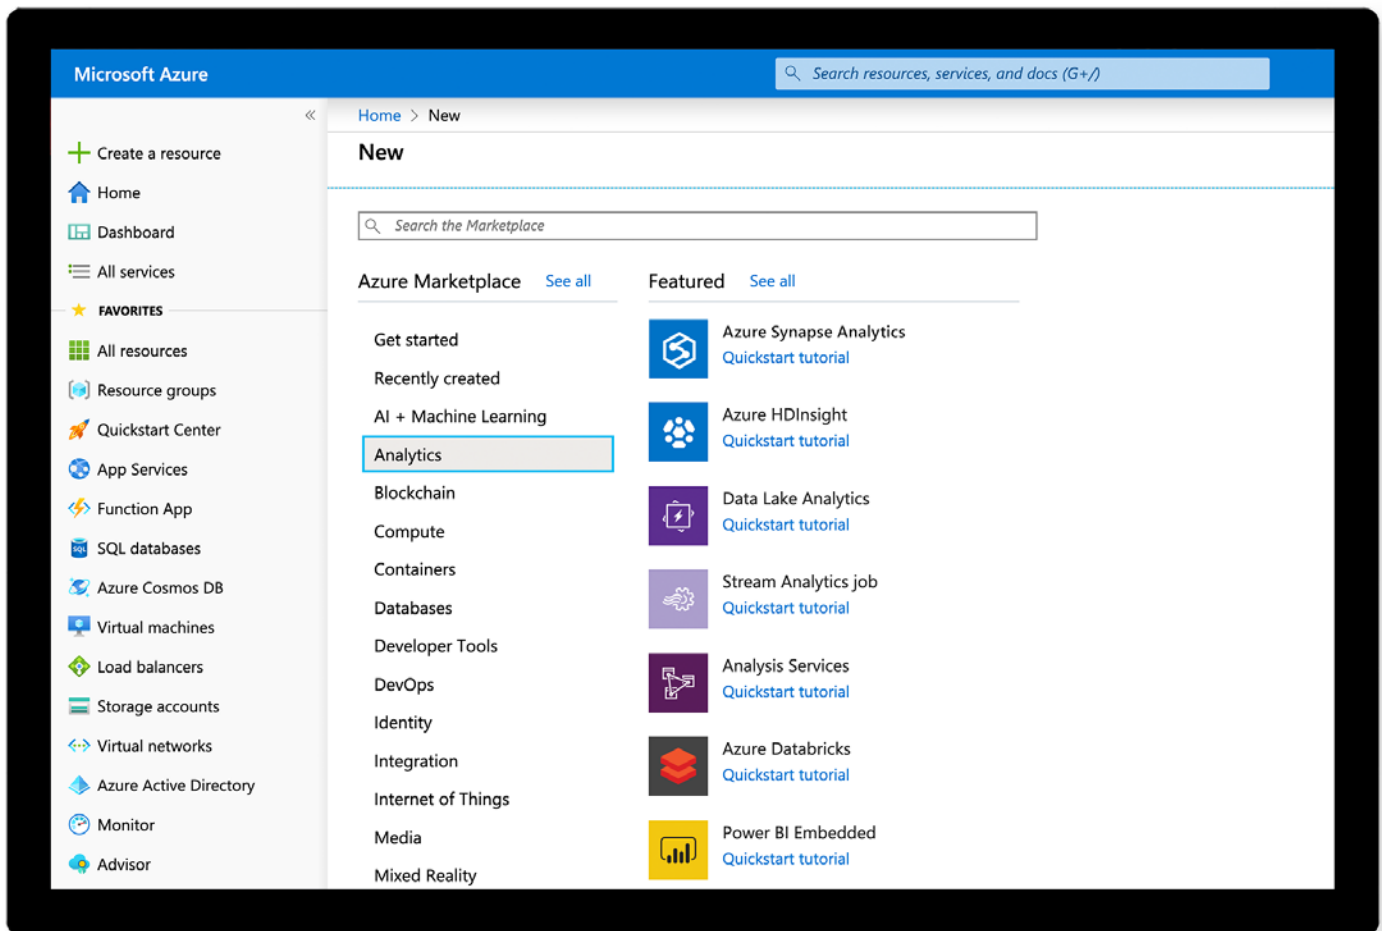 Microsoft Azure
Search resources, services, and docs (G+/)
«
Create a resource
Home
Dashboard
All services
FAVORITES
All resources
Resource groups
Quickstart Center
App Services
Function App
SQL
SQL databases
Azure Cosmos DB
Virtual machines
Load balancers
Storage accounts
Virtual networks
Azure Active Directory
Monitor
Advisor
Home > New
New
Search the Marketplace
Azure Marketplace See all
Get started
Recently created
AI + Machine Learning
Analytics
Blockchain
Compute
Containers
Databases
Developer Tools
DevOps
Identity
Integration
Internet of Things
Media
Mixed Reality
Featured See all
Azure Synapse Analytics
Quickstart tutorial
Azure HDInsight
Quickstart tutorial
Data Lake Analytics
Quickstart tutorial
Stream Analytics job
Quickstart tutorial
Analysis Services
Quickstart tutorial
Azure Databricks
Quickstart tutorial
Power BI Embedded
Quickstart tutorial